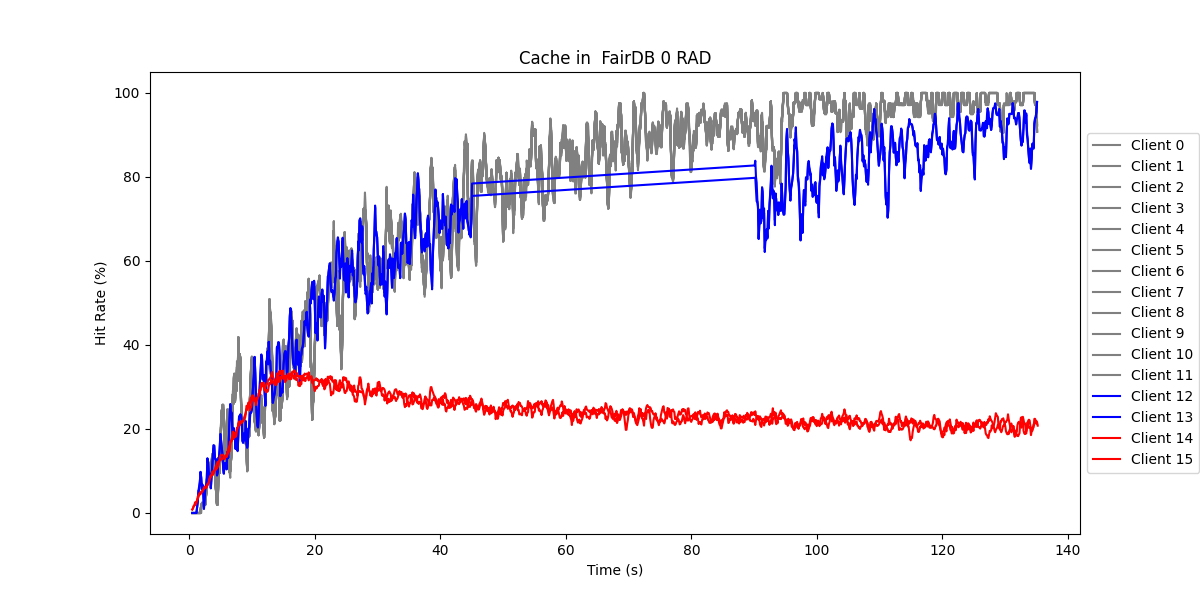 Cache in  FairDB 0 RAD
Hit Rate (%)
100
80
60
40
20
0
0 20 40 60 80 100 120 140
Time (s)
Client 0
Client 1
Client 2
Client 3
Client 4
Client 5
Client 6
Client 7
Client 8
Client 9
Client 10
Client 11
Client 12
Client 13
Client 14
Client 15